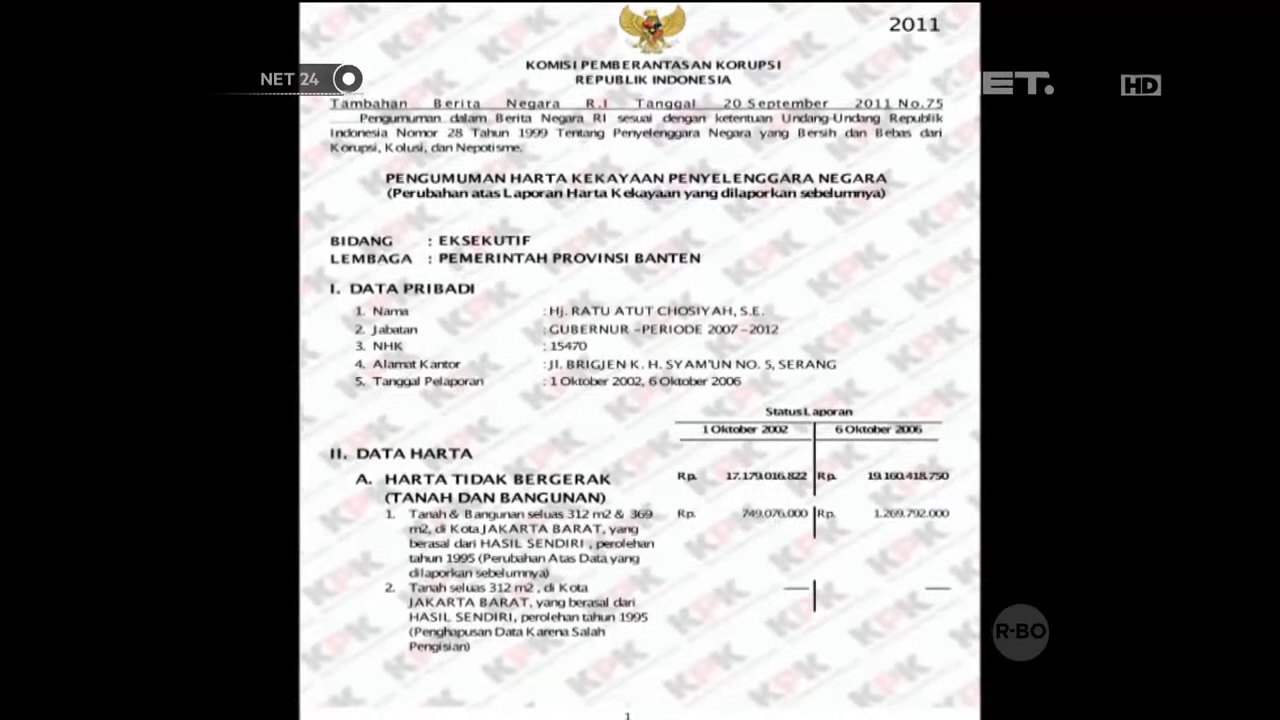 2011
KOMISI PEMBERANTASAN KORUPSI
REPUBLIK INDONESIA
NET 24
ET.
HD
Tambahan Berita Negara R.I Tanggal 20 September 2011 No.75
Pengumuman dalam Berita Negara RI sesuai dengan ketentuan Undang-Undang Republik
Indonesia Nomor 28 Tahun 1999 Tentang Penyelenggara Negara yang Bersih dan Bebas dari
Korupsi, Kolusi, dan Nepotisme.
PENGUMUMAN HARTA KEKAYAAN PENYELENGGARA NEGARA
(Perubahan atas Laporan Harta Kekayaan yang dilaporkan sebelumnya)
BIDANG : EKSEKUTIF
LEMBAGA : PEMERINTAH PROVINSI BANTEN
I. DATA PRIBADI
1. Nama : Hj. RATU ATUT CHOSIYAH, S.E.
2. Jabatan : GUBERNUR –PERIODE 2007 –2012
3. NHK : 15470
4. Alamat Kantor : Jl. BRIGJEN K. H. SYAM'UN NO. 5, SERANG
5. Tanggal Pelaporan : 1 Oktober 2002, 6 Oktober 2006
Status Laporan
1 Oktober 2002 6 Oktober 2006
II. DATA HARTA
A. HARTA TIDAK BERGERAK Rp. 17.179.016.822 Rp. 19.160.418.750
(TANAH DAN BANGUNAN)
1. Tanah & Bangunan seluas 312 m2 & 369 Rp. 749.076.000 Rp. 1.269.792.000
m2, di Kota JAKARTA BARAT, yang
berasal dari HASIL SENDIRI , perolehan
tahun 1995 (Perubahan Atas Data yang
dilaporkan sebelumnya)
2. Tanah seluas 312 m2 , di Kota —— ——
JAKARTA BARAT, yang berasal dari
HASIL SENDIRI, perolehan tahun 1995
(Penghapusan Data Karena Salah
Pengisian)
R-BO
1